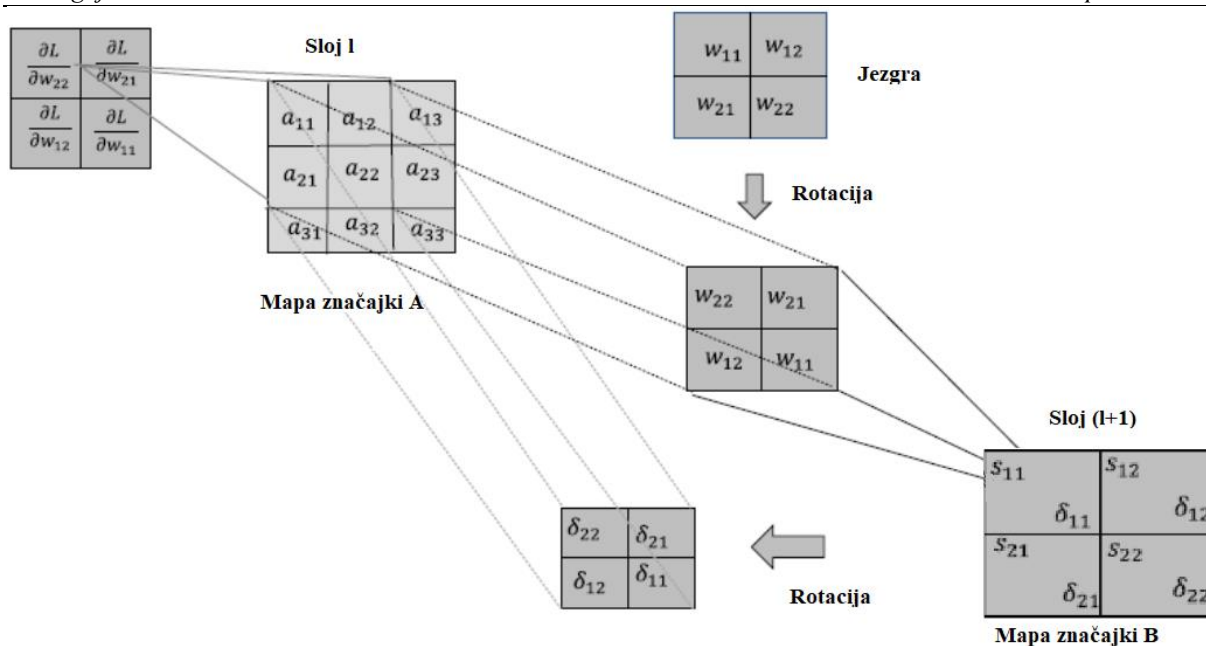 ∂L/∂w₂₂ ∂L/∂w₂₁
∂L/∂w₁₂ ∂L/∂w₁₁
Sloj l
a₁₁ a₁₂ a₁₃
a₂₁ a₂₂ a₂₃
a₃₁ a₃₂ a₃₃
Mapa značajki A
w₁₁ w₁₂
w₂₁ w₂₂
Jezgra
Rotacija
w₂₂ w₂₁
w₁₂ w₁₁
Sloj (l+1)
s₁₁ s₁₂
δ₁₁ δ₁₂
s₂₁ s₂₂
δ₂₁ δ₂₂
Mapa značajki B
Rotacija
δ₂₂ δ₂₁
δ₁₂ δ₁₁